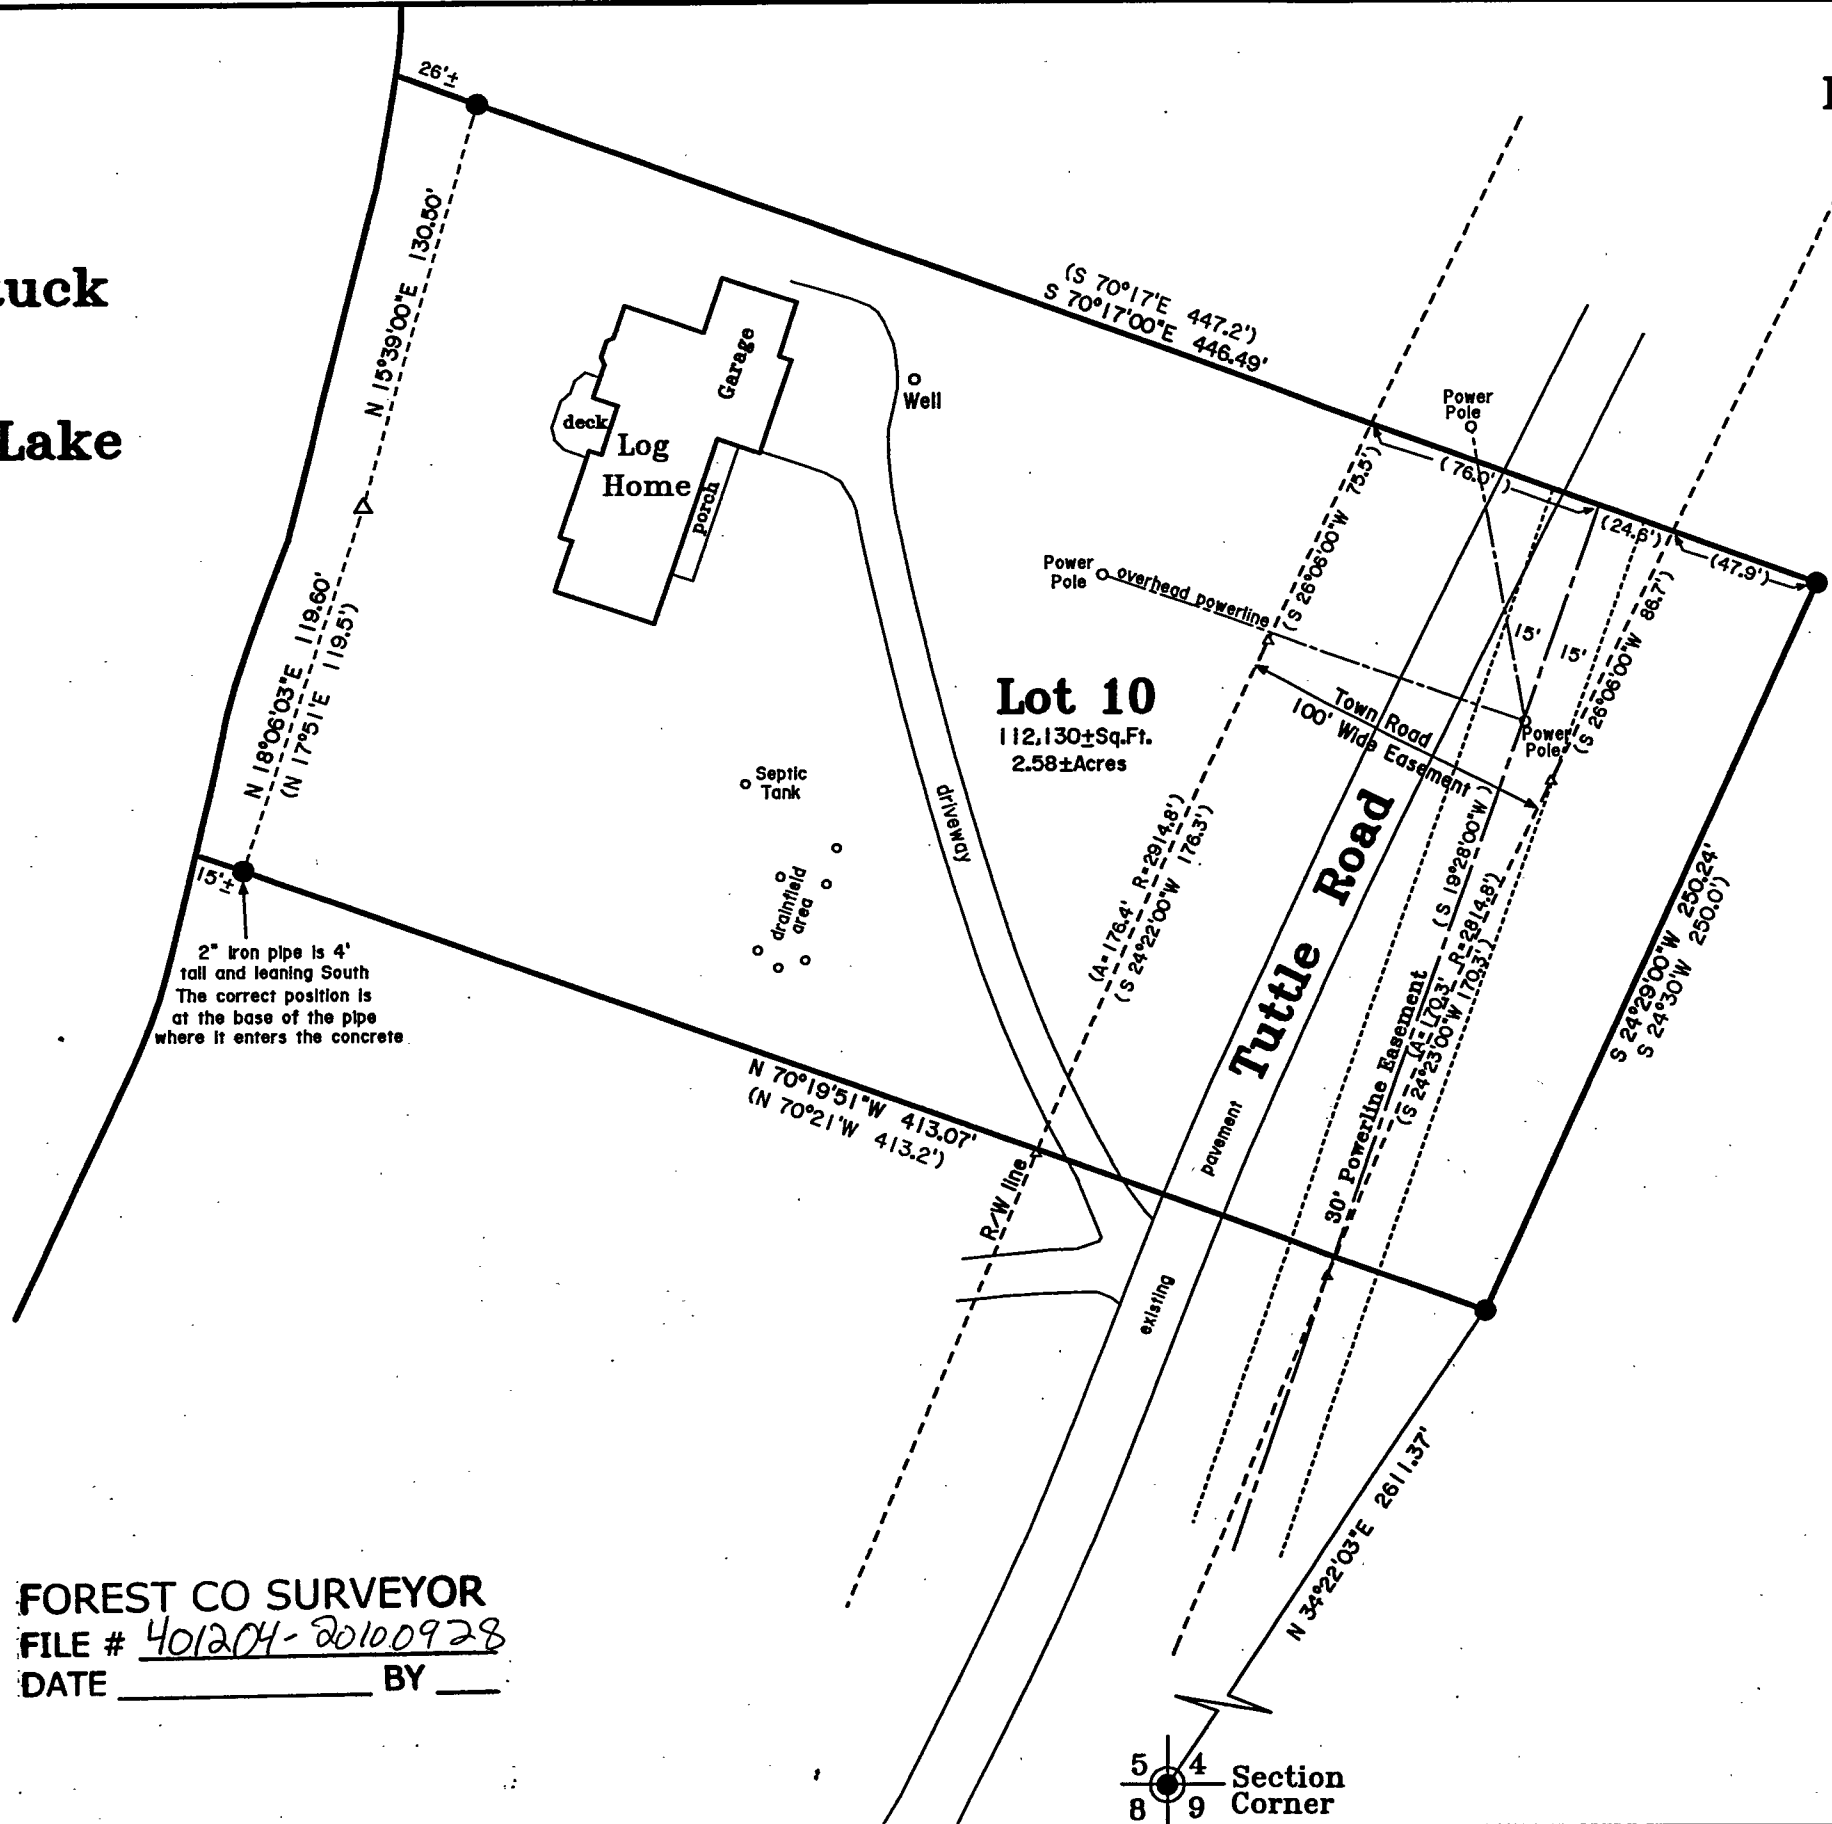 26'±
N 15°39'00"E 130.50'
uck
Lake
(S 70°17'E 447.2')
S 70°17'00"E 446.49'
Garage
deck
Log
Home
porch
Well
Power
Pole
(76.0')
(24.6')
(47.9')
(S 26°06'00"W 75.5')
Power
Pole
overhead powerline
15'
15'
(S 26°06'00"W 86.7')
N 18°06'03"E 119.60'
(N 17°51'E 119.5')
Lot 10
112,130±Sq.Ft.
2.58±Acres
Town Road
100' Wide Easement
Power
Pole
Septic
Tank
driveway
drainfield
area
(A=176.4' R=2914.8')
(S 24°22'00"W 176.3')
Tuttle Road
(S 19°28'00"W)
(A=170.3' R=2814.8')
(S 24°23'00"W 170.3')
30' Powerline Easement
S 24°29'00"W 250.24'
S 24°30'W 250.0')
15'±
2" iron pipe is 4'
tall and leaning South
The correct position is
at the base of the pipe
where it enters the concrete
N 70°19'51"W 413.07'
(N 70°21'W 413.2')
R/W line
pavement
existing
N 34°22'03"E 2611.37'
FOREST CO SURVEYOR
FILE # 401204-20100928
DATE BY
5 4
8 9
Section
Corner